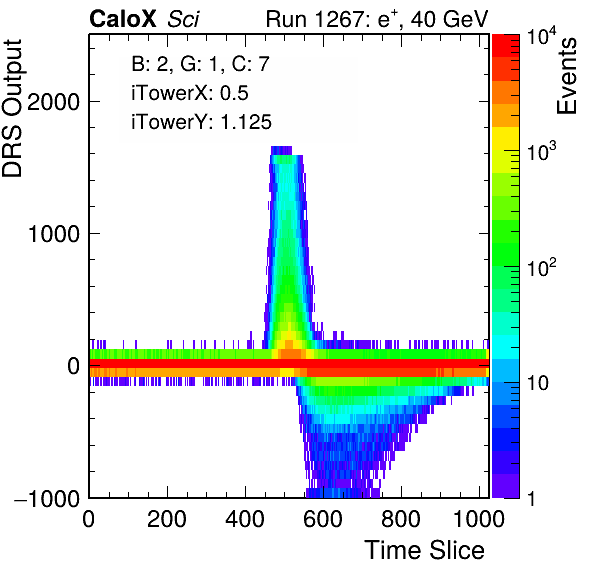 CaloX Sci
Run 1267: e⁺, 40 GeV
DRS Output
Events
B: 2, G: 1, C: 7
iTowerX: 0.5
iTowerY: 1.125
2000
1000
0
−1000
0 200 400 600 800 1000
Time Slice
10⁴
10³
10²
10
1